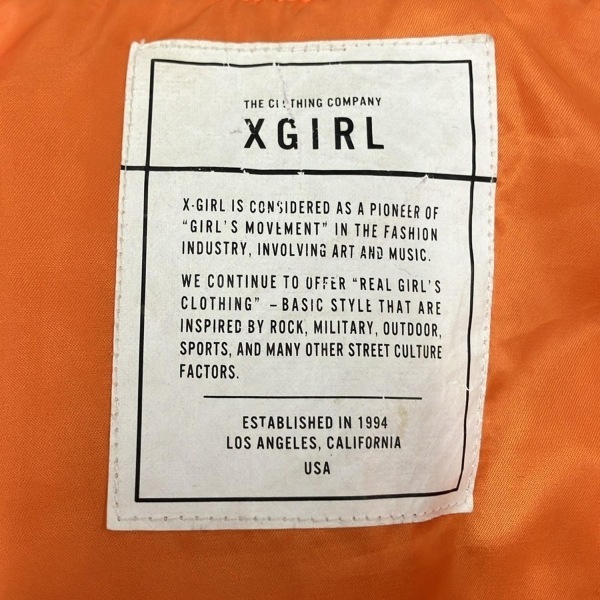 THE CLOTHING COMPANY
XGIRL
X-GIRL IS CONSIDERED AS A PIONEER OF
"GIRL'S MOVEMENT" IN THE FASHION
INDUSTRY, INVOLVING ART AND MUSIC.
WE CONTINUE TO OFFER "REAL GIRL'S
CLOTHING" – BASIC STYLE THAT ARE
INSPIRED BY ROCK, MILITARY, OUTDOOR,
SPORTS, AND MANY OTHER STREET CULTURE
FACTORS.
ESTABLISHED IN 1994
LOS ANGELES, CALIFORNIA
USA